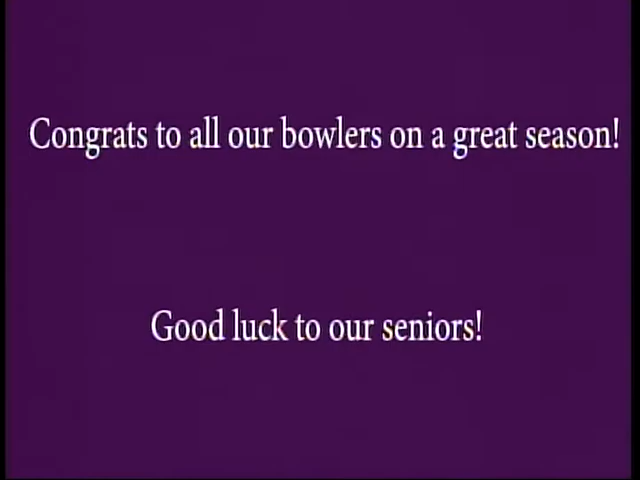 Congrats to all our bowlers on a great season!
Good luck to our seniors!